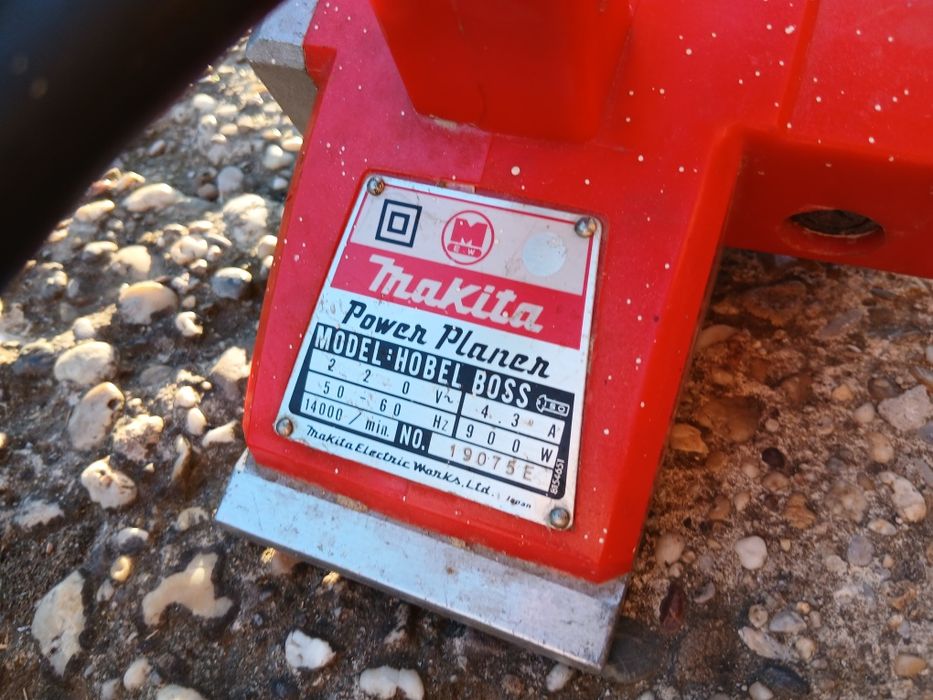 M
E W
Makita
Power Planer
MODEL: HOBEL BOSS
220 V~ 4.3 A
50-60 Hz 900 W
14000/min. NO. 19075E
Makita Electric Works, Ltd. Japan